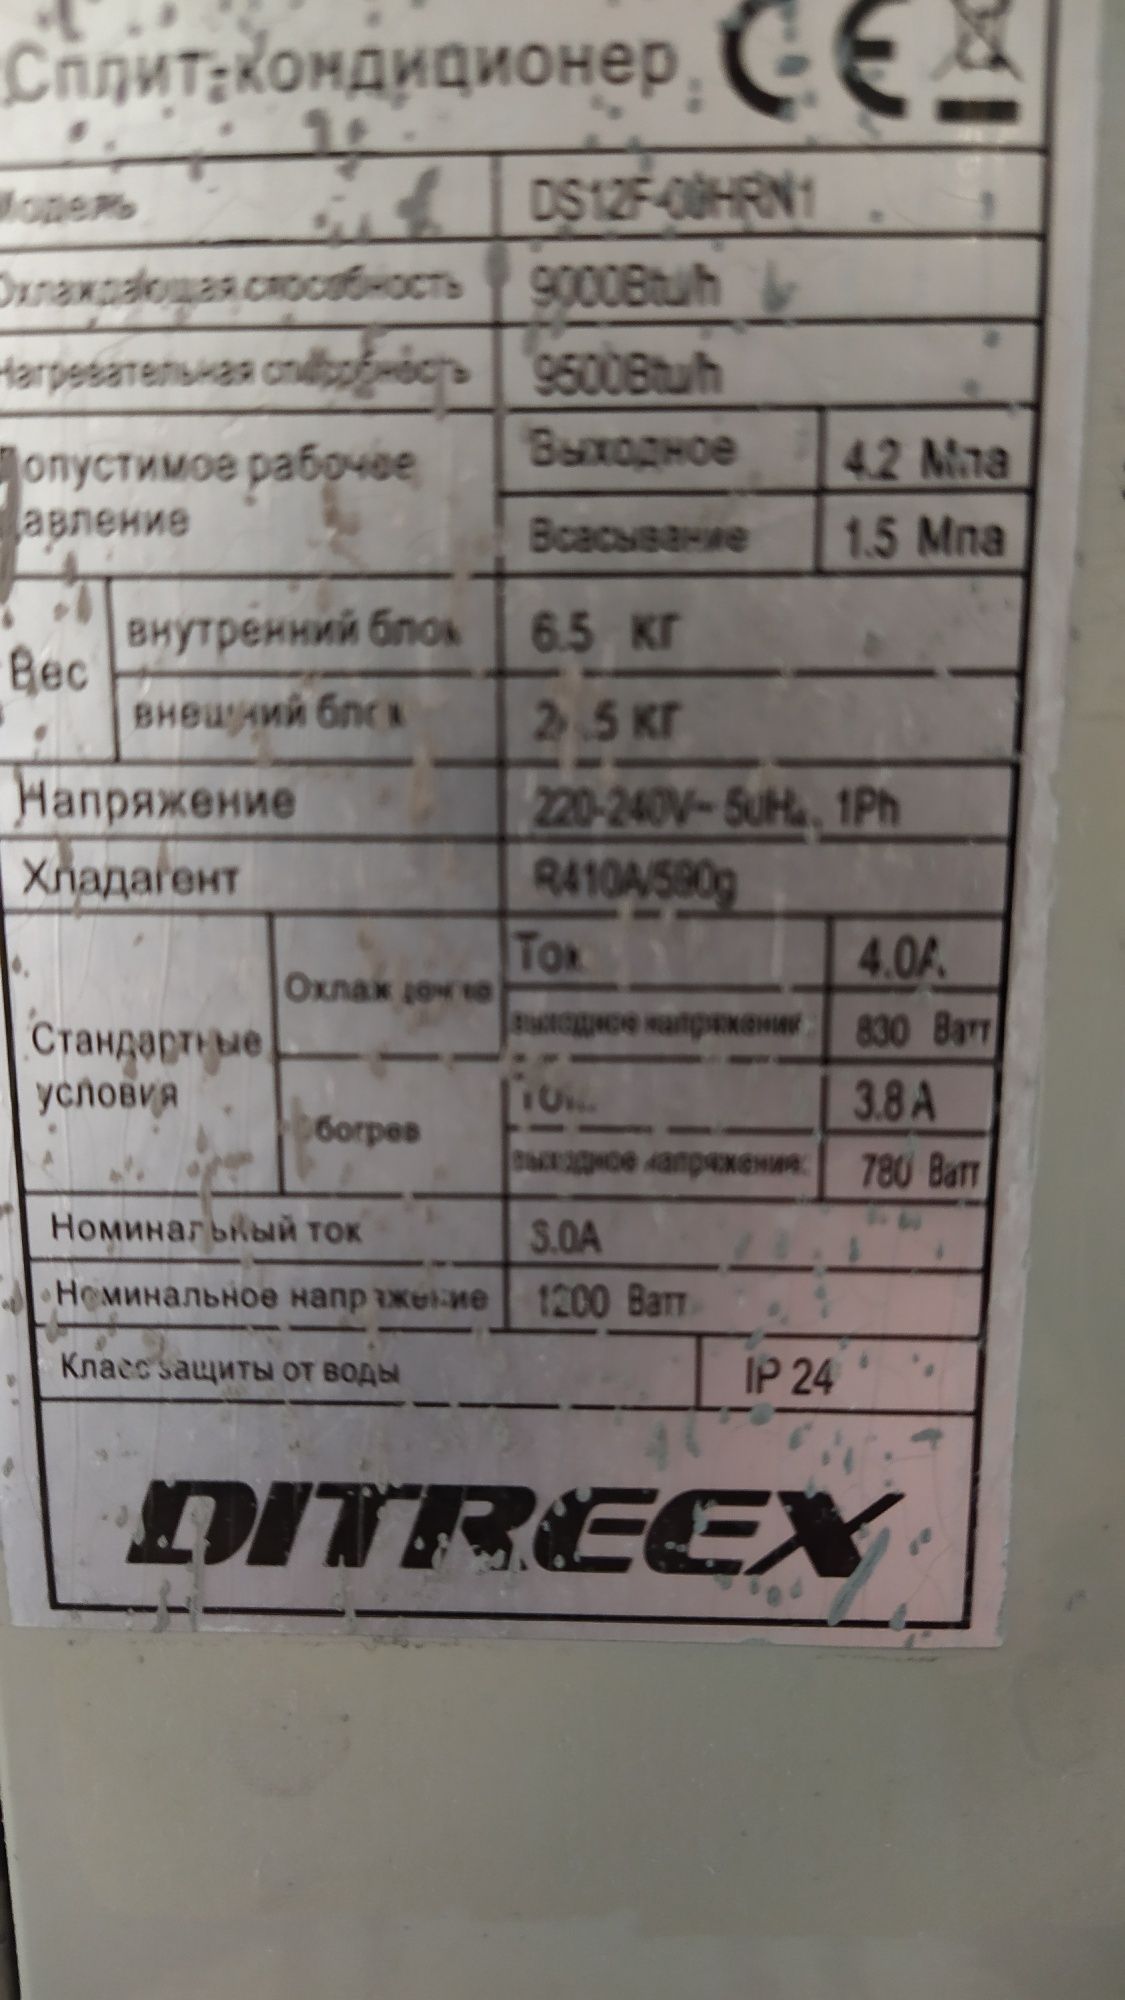 Сплит-кондиционер CE
Модель DS12F-09HRN1
Охлаждающая способность 9000Btu/h
Нагревательная способность 9500Btu/h
Допустимое рабочее Выходное 4.2 Мпа
давление Всасывание 1.5 Мпа
Вес внутренний блок 6.5 КГ
внешний блок КГ
Напряжение 220-240V~ 50Hz, 1Ph
Хладагент R410A/590g
Стандартные условия Охлаждение Ток 4.0A
выходное напряжение: 830 Ватт
Обогрев Ток 3.8 A
выходное напряжение: 780 Ватт
Номинальный ток
Номинальное напряжение 1200 Ватт
Класс защиты от воды IP 24
DITREEX